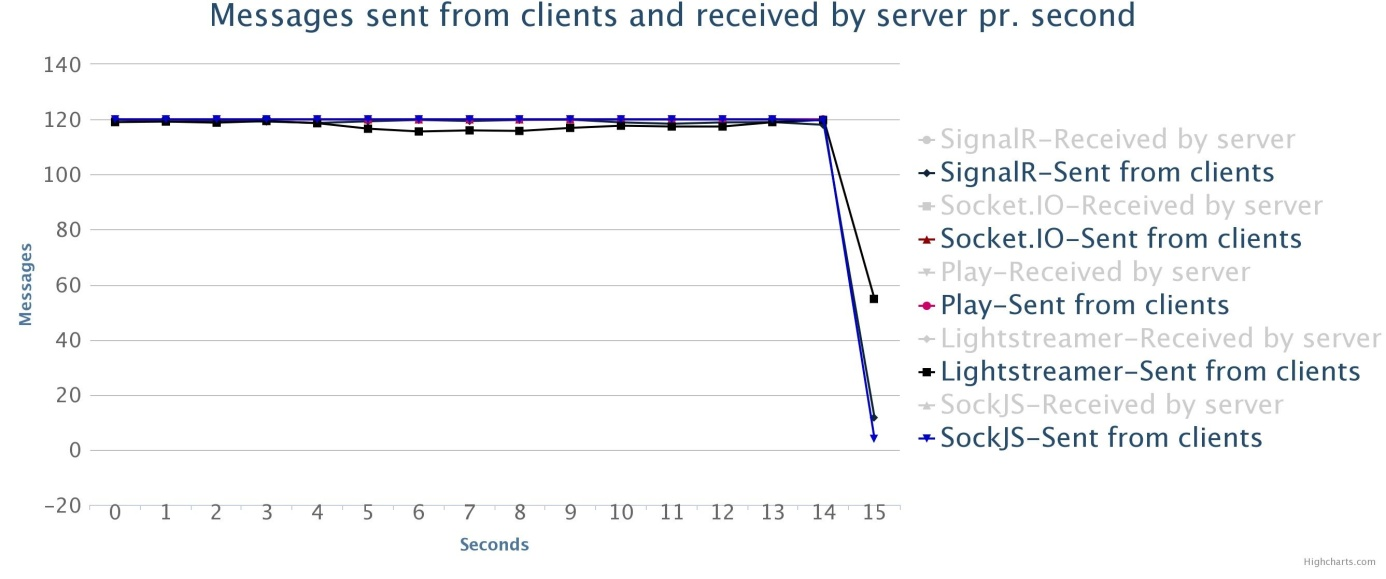 Messages sent from clients and received by server pr. second
140
120
100
80
60
40
20
0
-20
Messages
0 1 2 3 4 5 6 7 8 9 10 11 12 13 14 15
Seconds
SignalR-Received by server
SignalR-Sent from clients
Socket.IO-Received by server
Socket.IO-Sent from clients
Play-Received by server
Play-Sent from clients
Lightstreamer-Received by server
Lightstreamer-Sent from clients
SockJS-Received by server
SockJS-Sent from clients
Highcharts.com